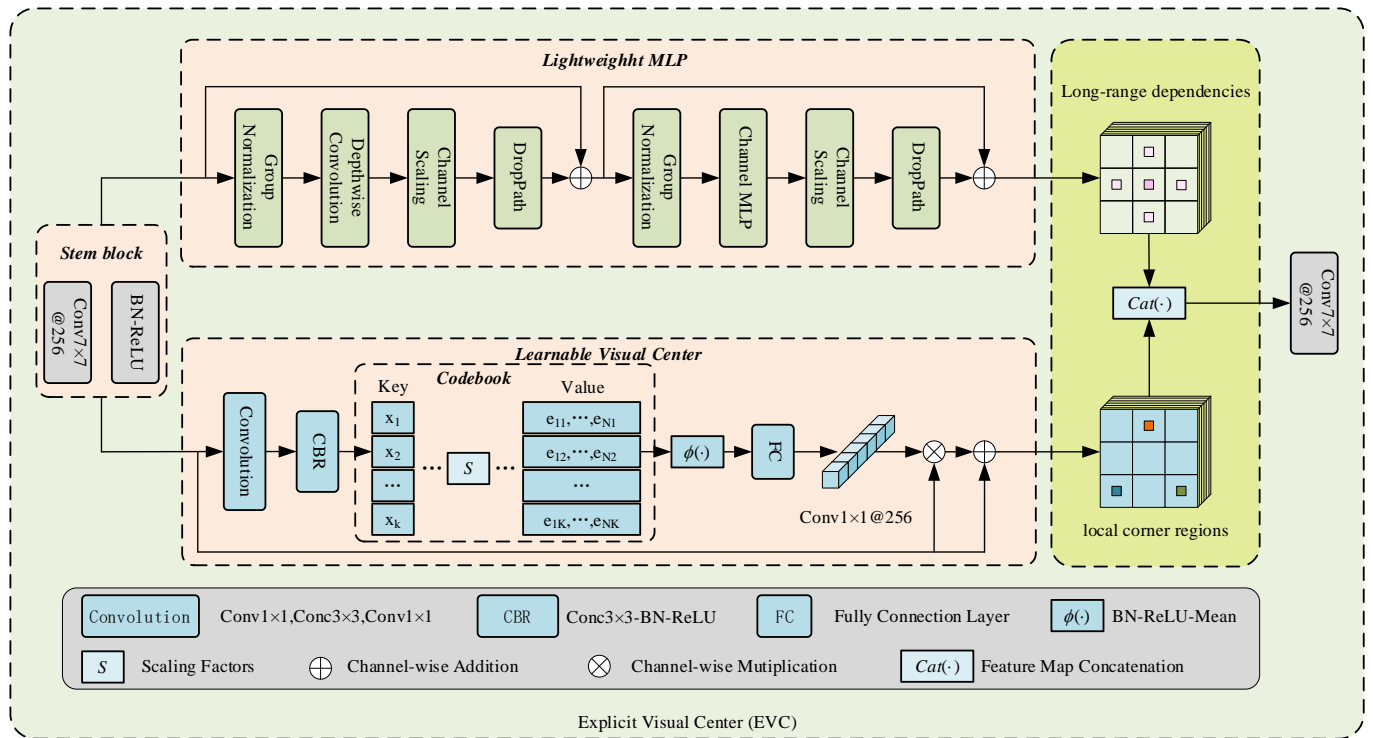 Lightweighht MLP
Group
Normalization
Depthwise
Convolution
Channel
Scaling
DropPath
Group
Normalization
Channel MLP
Channel
Scaling
DropPath
Long-range dependencies
Stem block
Conv7×7
@256
BN-ReLU
Cat(·)
Conv7×7
@256
Learnable Visual Center
Codebook
Key
Value
Convolution
CBR
x1
x2
...
xk
... S ...
e11,···,eN1
e12,···,eN2
...
e1K,···,eNK
ϕ(·)
FC
Conv1×1@256
local corner regions
Convolution Conv1×1,Conc3×3,Conv1×1 CBR Conc3×3-BN-ReLU FC Fully Connection Layer ϕ(·) BN-ReLU-Mean
S Scaling Factors Channel-wise Addition Channel-wise Mutiplication Cat(·) Feature Map Concatenation
Explicit Visual Center (EVC)